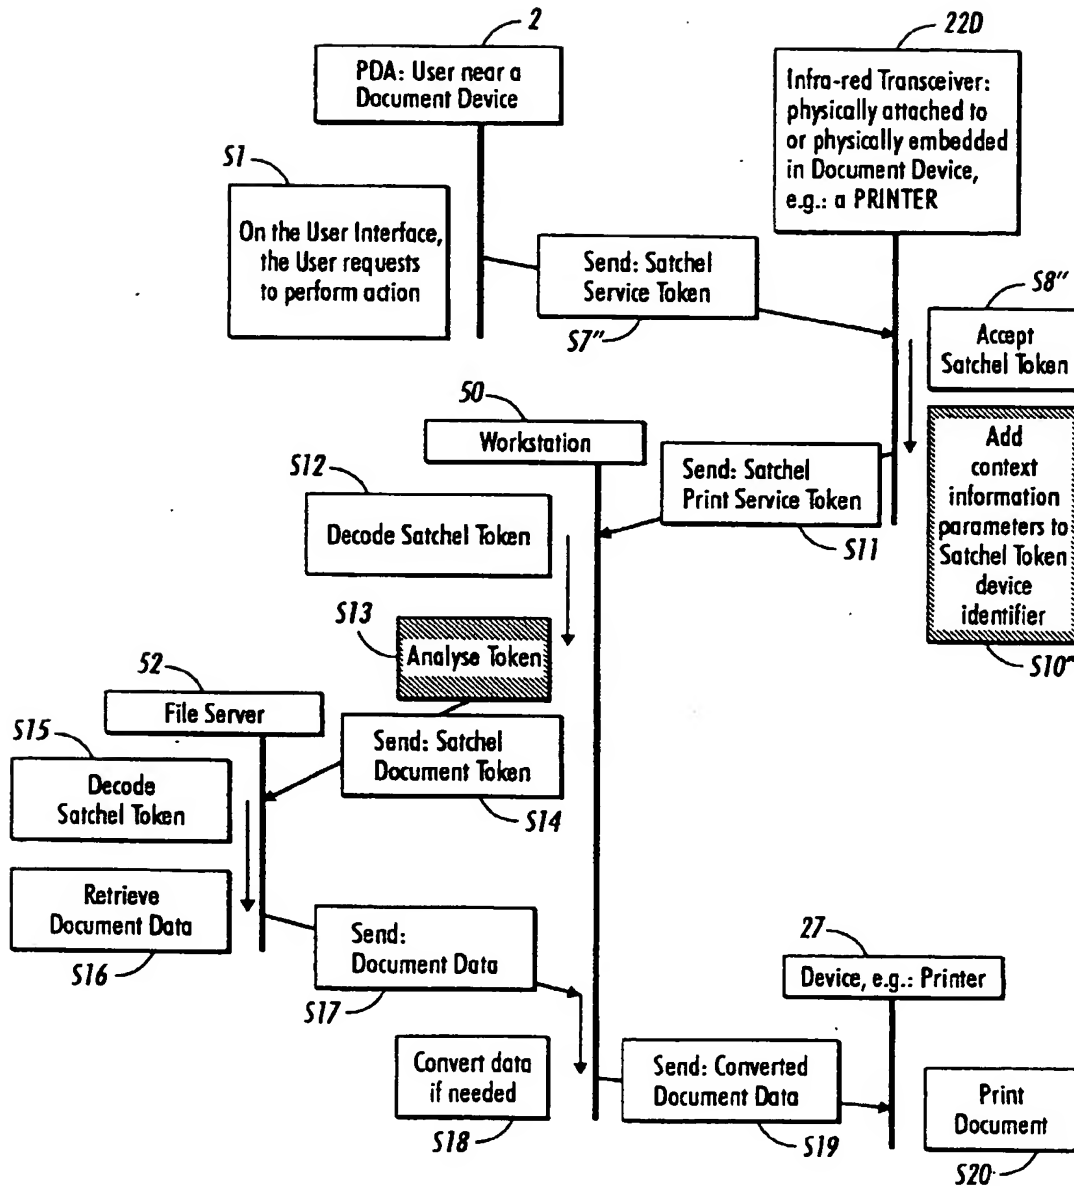 2
PDA: User near a
Document Device
22D
Infra-red Transceiver:
physically attached to
or physically embedded
in Document Device,
e.g.: a PRINTER
S1
On the User Interface,
the User requests
to perform action
Send: Satchel
Service Token
S7"
S8"
Accept
Satchel Token
50
Workstation
Send: Satchel
Print Service Token
S11
Add
context
information
parameters to
Satchel Token
device
identifier
S10"
S12
Decode Satchel Token
S13
Analyse Token
52
File Server
Send: Satchel
Document Token
S14
S15
Decode
Satchel Token
Retrieve
Document Data
S16
Send:
Document Data
S17
27
Device, e.g.: Printer
Convert data
if needed
S18
Send: Converted
Document Data
S19
Print
Document
S20